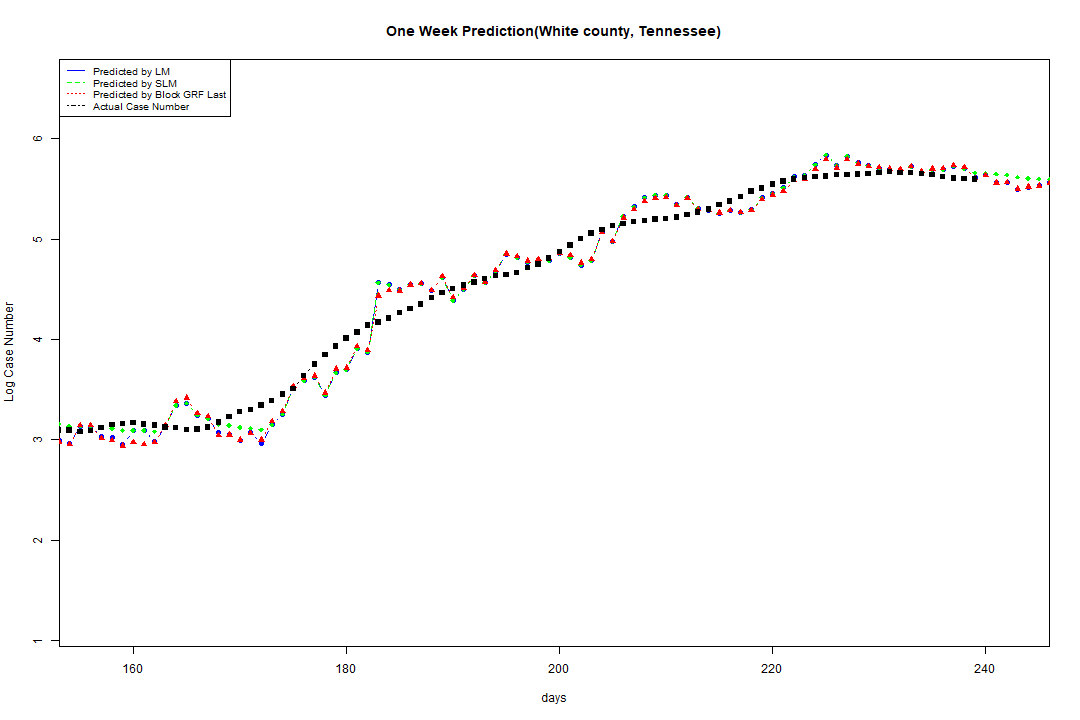 One Week Prediction(White county, Tennessee)
Predicted by LM
Predicted by SLM
Predicted by Block GRF Last
Actual Case Number
6
5
4
3
2
1
Log Case Number
160 180 200 220 240
days